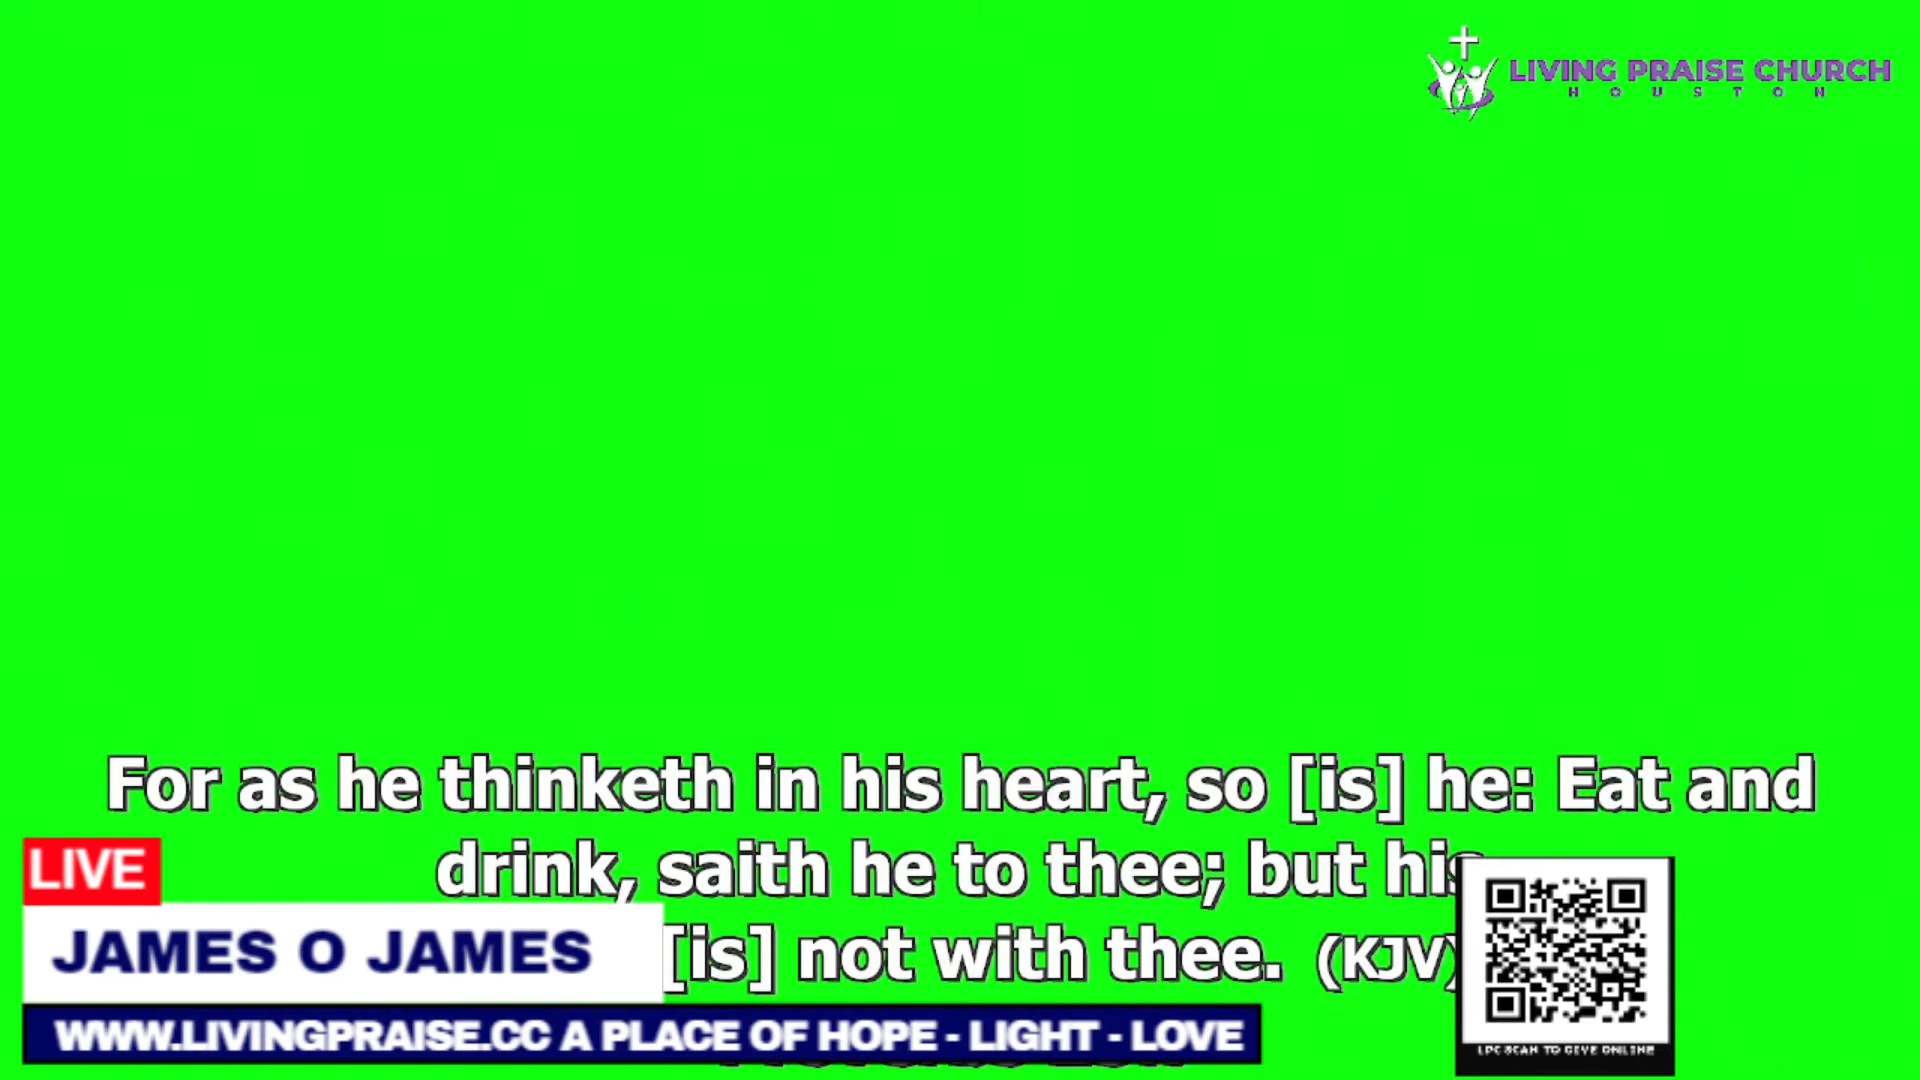 LIVING PRAISE CHURCH
HOUSTON
For as he thinketh in his heart, so [is] he: Eat and
drink, saith he to thee; but his
[is] not with thee. (KJV)
LIVE
JAMES O JAMES
WWW.LIVINGPRAISE.CC A PLACE OF HOPE - LIGHT - LOVE
LPC SCAN TO GIVE ONLINE